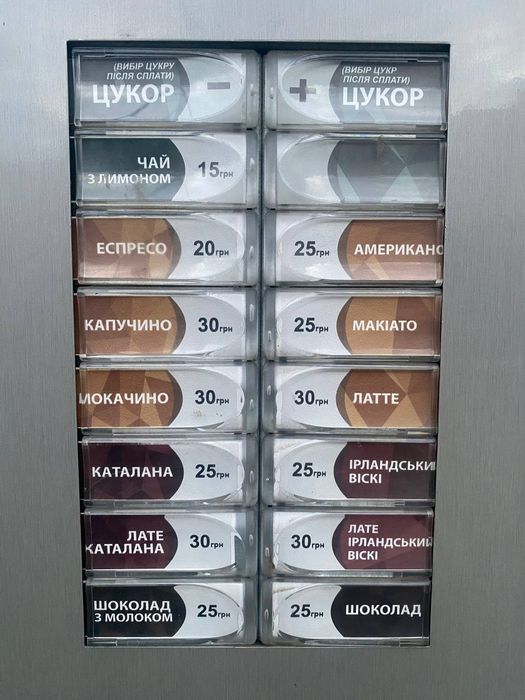 (ВИБІР ЦУКРУ
ПІСЛЯ СПЛАТИ)
ЦУКОР −
+ (ВИБІР ЦУКР
ПІСЛЯ СПЛАТИ)
ЦУКОР
ЧАЙ
З ЛИМОНОМ
15грн
ЕСПРЕСО 20грн
25грн АМЕРИКАНО
КАПУЧИНО 30грн
25грн МАКІАТО
МОКАЧИНО 30грн
30грн ЛАТТЕ
КАТАЛАНА 25грн
25грн ІРЛАНДСЬКИЙ
ВІСКІ
ЛАТЕ
КАТАЛАНА
30грн
30грн ЛАТЕ
ІРЛАНДСЬКИЙ
ВІСКІ
ШОКОЛАД
З МОЛОКОМ
25грн
25грн ШОКОЛАД